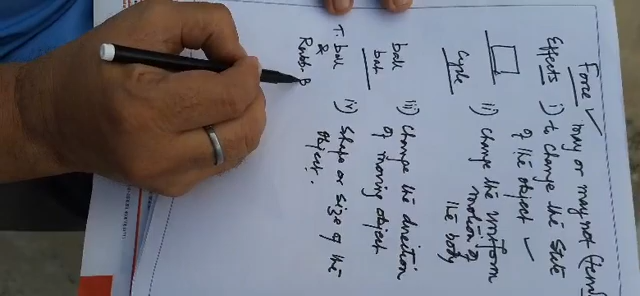 Force ✓ may or may not (tend
Effects i) to change the State
of the object ✓
Cycle ii) Change the uniform
motion of
the body
ball iii) Change the direction
bat of moving object
T. ball iv) Shape or size of the
& object.
Rubb. B